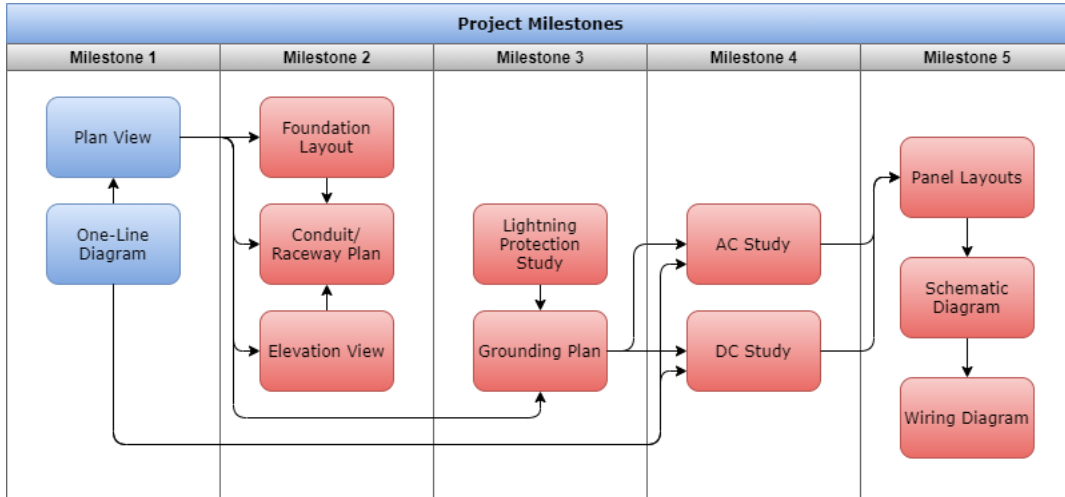 Project Milestones
Milestone 1
Milestone 2
Milestone 3
Milestone 4
Milestone 5
Plan View
One-Line
Diagram
Foundation
Layout
Conduit/
Raceway Plan
Elevation View
Lightning
Protection
Study
Grounding Plan
AC Study
DC Study
Panel Layouts
Schematic
Diagram
Wiring Diagram